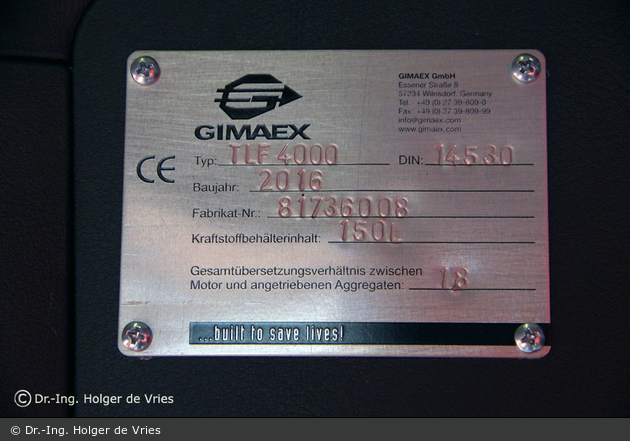 GIMAEX
GIMAEX GmbH
Essener Straße 8
57234 Wilnsdorf, Germany
Tel. +49 (0) 27 39-809-0
Fax: +49 (0) 27 39-809-99
info@gimaex.com
www.gimaex.com
CE
Typ: TLF 4000 DIN: 14530
Baujahr: 2016
Fabrikat-Nr.: 81736008
Kraftstoffbehälterinhalt: 150L
Gesamtübersetzungsverhältnis zwischen
Motor und angetriebenen Aggregaten: 1,8
...built to save lives!
© Dr.-Ing. Holger de Vries
© Dr.-Ing. Holger de Vries